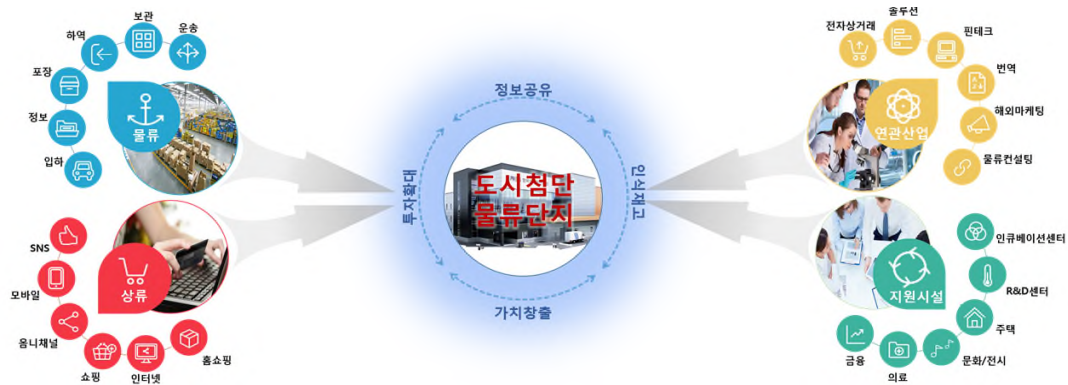 보관
하역
운송
포장
정보
입하
물류
SNS
모바일
옴니채널
쇼핑
인터넷
홈쇼핑
상류
정보공유
투자확대
인식재고
가치창출
도시첨단
물류단지
솔루션
전자상거래
핀테크
번역
해외마케팅
물류컨설팅
연관산업
인큐베이션센터
R&D센터
주택
문화/전시
의료
금융
지원시설